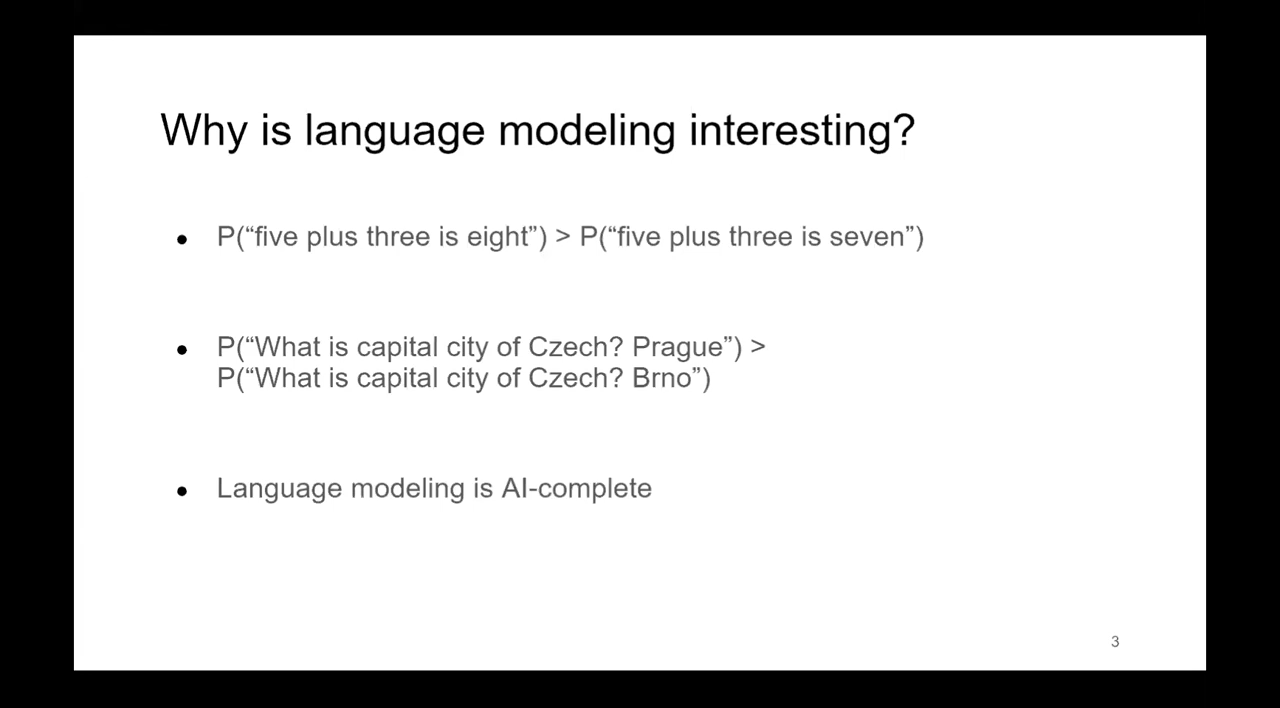 Why is language modeling interesting?
● P(“five plus three is eight”) > P(“five plus three is seven”)
● P(“What is capital city of Czech? Prague”) >
P(“What is capital city of Czech? Brno”)
● Language modeling is AI-complete
3